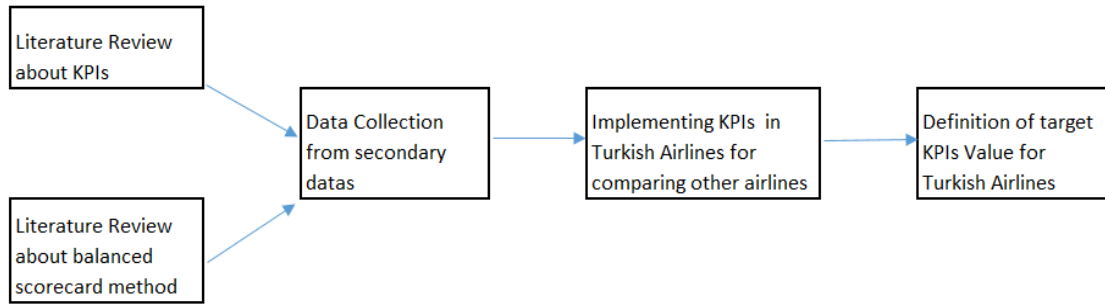 Literature Review
about KPIs
Literature Review
about balanced
scorecard method
Data Collection
from secondary
datas
Implementing KPIs  in
Turkish Airlines for
comparing other airlines
Definition of target
KPIs Value for
Turkish Airlines